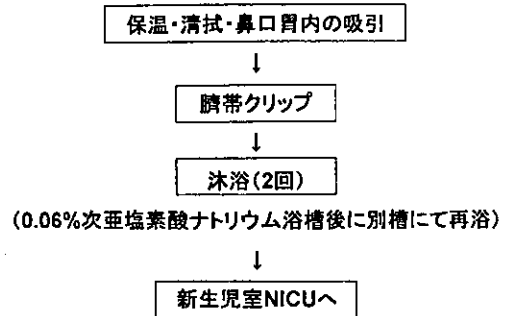 保温・清拭・鼻口胃内の吸引
↓
臍帯クリップ
↓
沐浴(2回)
(0.06%次亜塩素酸ナトリウム浴槽後に別槽にて再浴)
↓
新生児室NICUへ